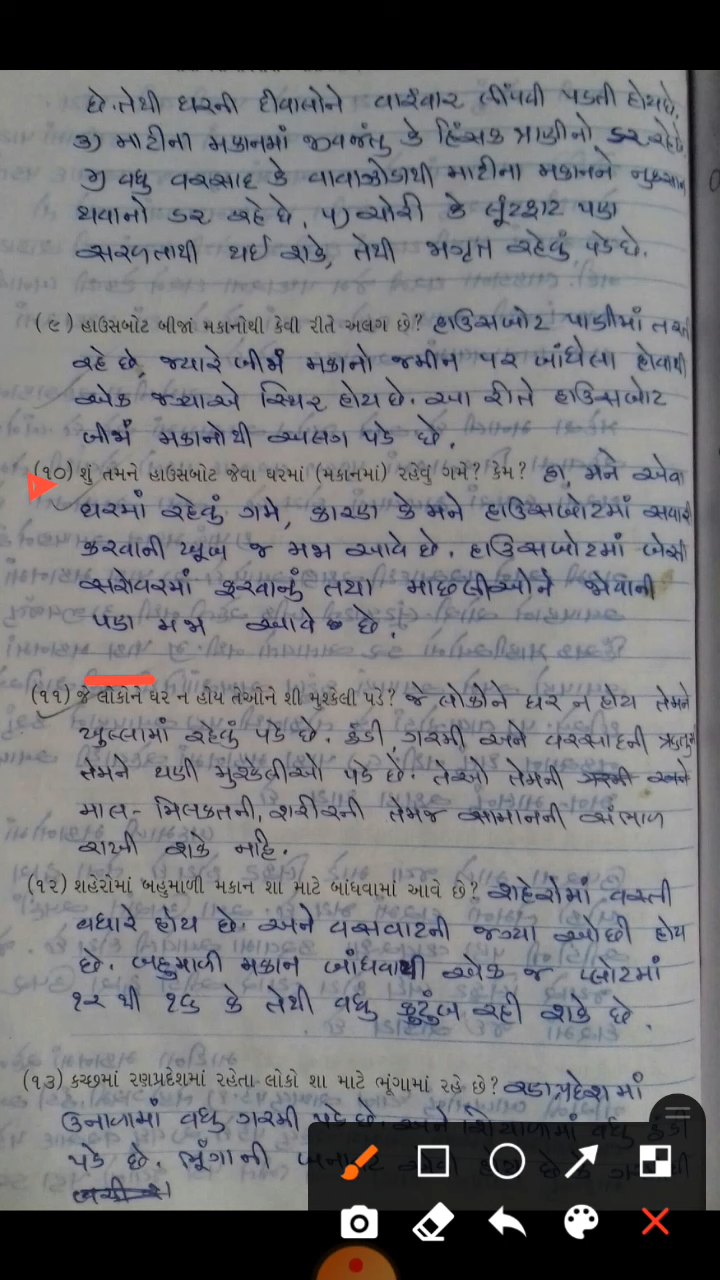 છે. તેથી ઘરની દીવાલોને વારંવાર લીંપવી પડતી હોય છે.
૩) માટીના મકાનમાં જીવજંતુ કે હિંસક પ્રાણીનો ડર રહે છે.
૪) વધુ વરસાદ કે વાવાઝોડાથી માટીના મકાનને નુકસાન
થવાનો ડર રહે છે. ૫) ચોરી કે લૂંટફાટ પણ
સરળતાથી થઈ શકે, તેથી જાગૃત રહેવું પડે છે.
(૯) હાઉસબોટ બીજાં મકાનોથી કેવી રીતે અલગ છે? હાઉસબોટ પાણીમાં તરતી
રહે છે, જ્યારે બીજાં મકાનો જમીન પર બાંધેલા હોવાથી
એક જગ્યાએ સ્થિર હોય છે. આ રીતે હાઉસબોટ
બીજાં મકાનોથી અલગ પડે છે.
(૧૦) શું તમને હાઉસબોટ જેવા ઘરમાં (મકાનમાં) રહેવું ગમે? કેમ? હા, મને એવા
ઘરમાં રહેવું ગમે, કારણ કે મને હાઉસબોટમાં સવારી
કરવાની ખૂબ જ મજા આવે છે. હાઉસબોટમાં બેસી
સરોવરમાં ફરવાનું તથા માછલીઓને જોવાની
પણ મજા આવે છે.
(૧૧) જે લોકોને ઘર ન હોય તેઓને શી મુશ્કેલી પડે? જે લોકોને ઘર ન હોય તેમને
ખુલ્લામાં રહેવું પડે છે. ઠંડી, ગરમી અને વરસાદની ઋતુમાં
તેમને ઘણી મુશ્કેલીઓ પડે છે. તેઓ તેમની
માલ-મિલકતની, શરીરની તેમજ સામાનની સંભાળ
રાખી શકે નહિ.
(૧૨) શહેરોમાં બહુમાળી મકાન શા માટે બાંધવામાં આવે છે? શહેરોમાં વસ્તી
વધારે હોય છે. અને વસવાટની જગ્યા ઓછી હોય
છે. બહુમાળી મકાન બાંધવાથી એક જ પ્લોટમાં
૧૨ થી ૧૬ કે તેથી વધુ કુટુંબ રહી શકે છે.
(૧૩) કચ્છમાં રણપ્રદેશમાં રહેતા લોકો શા માટે ભૂંગામાં રહે છે? રણપ્રદેશમાં
ઉનાળામાં વધુ ગરમી પડે છે. અને શિયાળામાં વધુ ઠંડી
પડે છે. ભૂંગાની